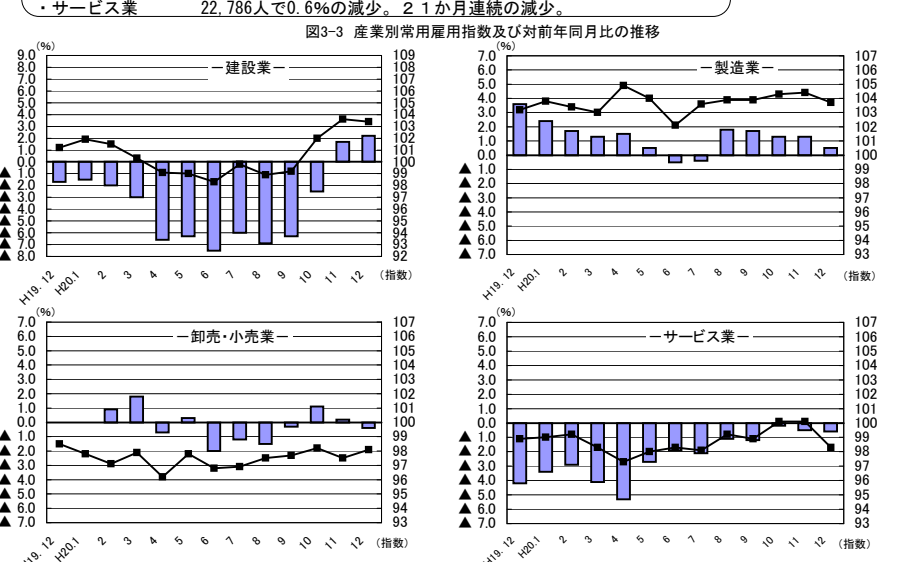 ・サービス業　　　22,786人で0.6%の減少。２１か月連続の減少。
図3-3　産業別常用雇用指数及び対前年同月比の推移
(%)
－建設業－
9.0 109
8.0 108
7.0 107
6.0 106
5.0 105
4.0 104
3.0 103
2.0 102
1.0 101
0.0 100
▲ 1.0 99
▲ 2.0 98
▲ 3.0 97
▲ 4.0 96
▲ 5.0 95
▲ 6.0 94
▲ 7.0 93
▲ 8.0 92
H19. 12 H20.1 2 3 4 5 6 7 8 9 10 11 12 (指数)
(%)
－製造業－
7.0 107
6.0 106
5.0 105
4.0 104
3.0 103
2.0 102
1.0 101
0.0 100
▲ 1.0 99
▲ 2.0 98
▲ 3.0 97
▲ 4.0 96
▲ 5.0 95
▲ 6.0 94
▲ 7.0 93
H19. 12 H20.1 2 3 4 5 6 7 8 9 10 11 12 (指数)
(%)
－卸売・小売業－
7.0 107
6.0 106
5.0 105
4.0 104
3.0 103
2.0 102
1.0 101
0.0 100
▲ 1.0 99
▲ 2.0 98
▲ 3.0 97
▲ 4.0 96
▲ 5.0 95
▲ 6.0 94
▲ 7.0 93
H19. 12 H20.1 2 3 4 5 6 7 8 9 10 11 12 (指数)
(%)
－サービス業－
7.0 107
6.0 106
5.0 105
4.0 104
3.0 103
2.0 102
1.0 101
0.0 100
▲ 1.0 99
▲ 2.0 98
▲ 3.0 97
▲ 4.0 96
▲ 5.0 95
▲ 6.0 94
▲ 7.0 93
H19. 12 H20.1 2 3 4 5 6 7 8 9 10 11 12 (指数)